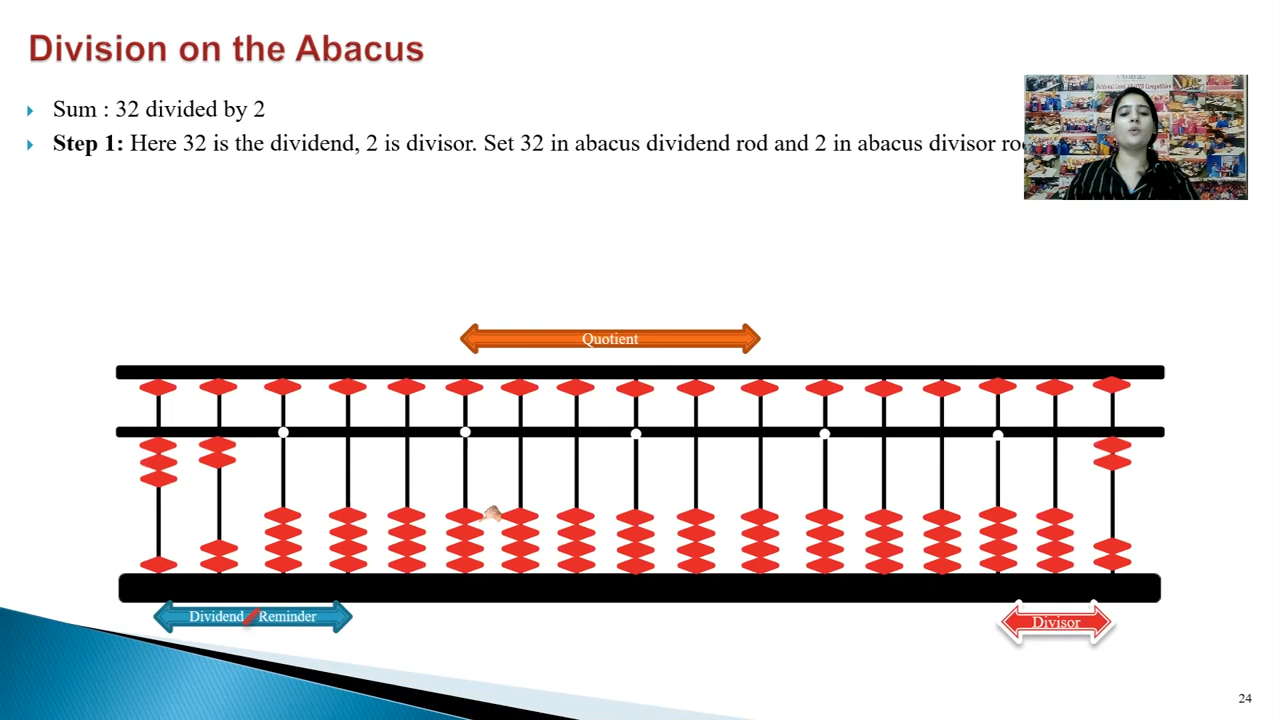 Division on the Abacus
Sum : 32 divided by 2
Step 1: Here 32 is the dividend, 2 is divisor. Set 32 in abacus dividend rod and 2 in abacus divisor
Quotient
Dividend/Reminder
Divisor
24